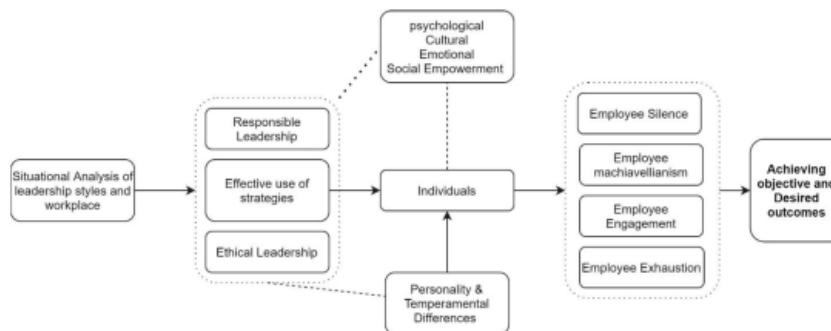 psychological
Cultural
Emotional
Social Empowerment
Responsible
Leadership
Employee Silence
Situational Analysis of
leadership styles and
workplace
Effective use of
strategies
Individuals
Employee
machiavellianism
Achieving
objective and
Desired
outcomes
Employee
Engagement
Ethical Leadership
Personality &
Temperamental
Differences
Employee Exhaustion